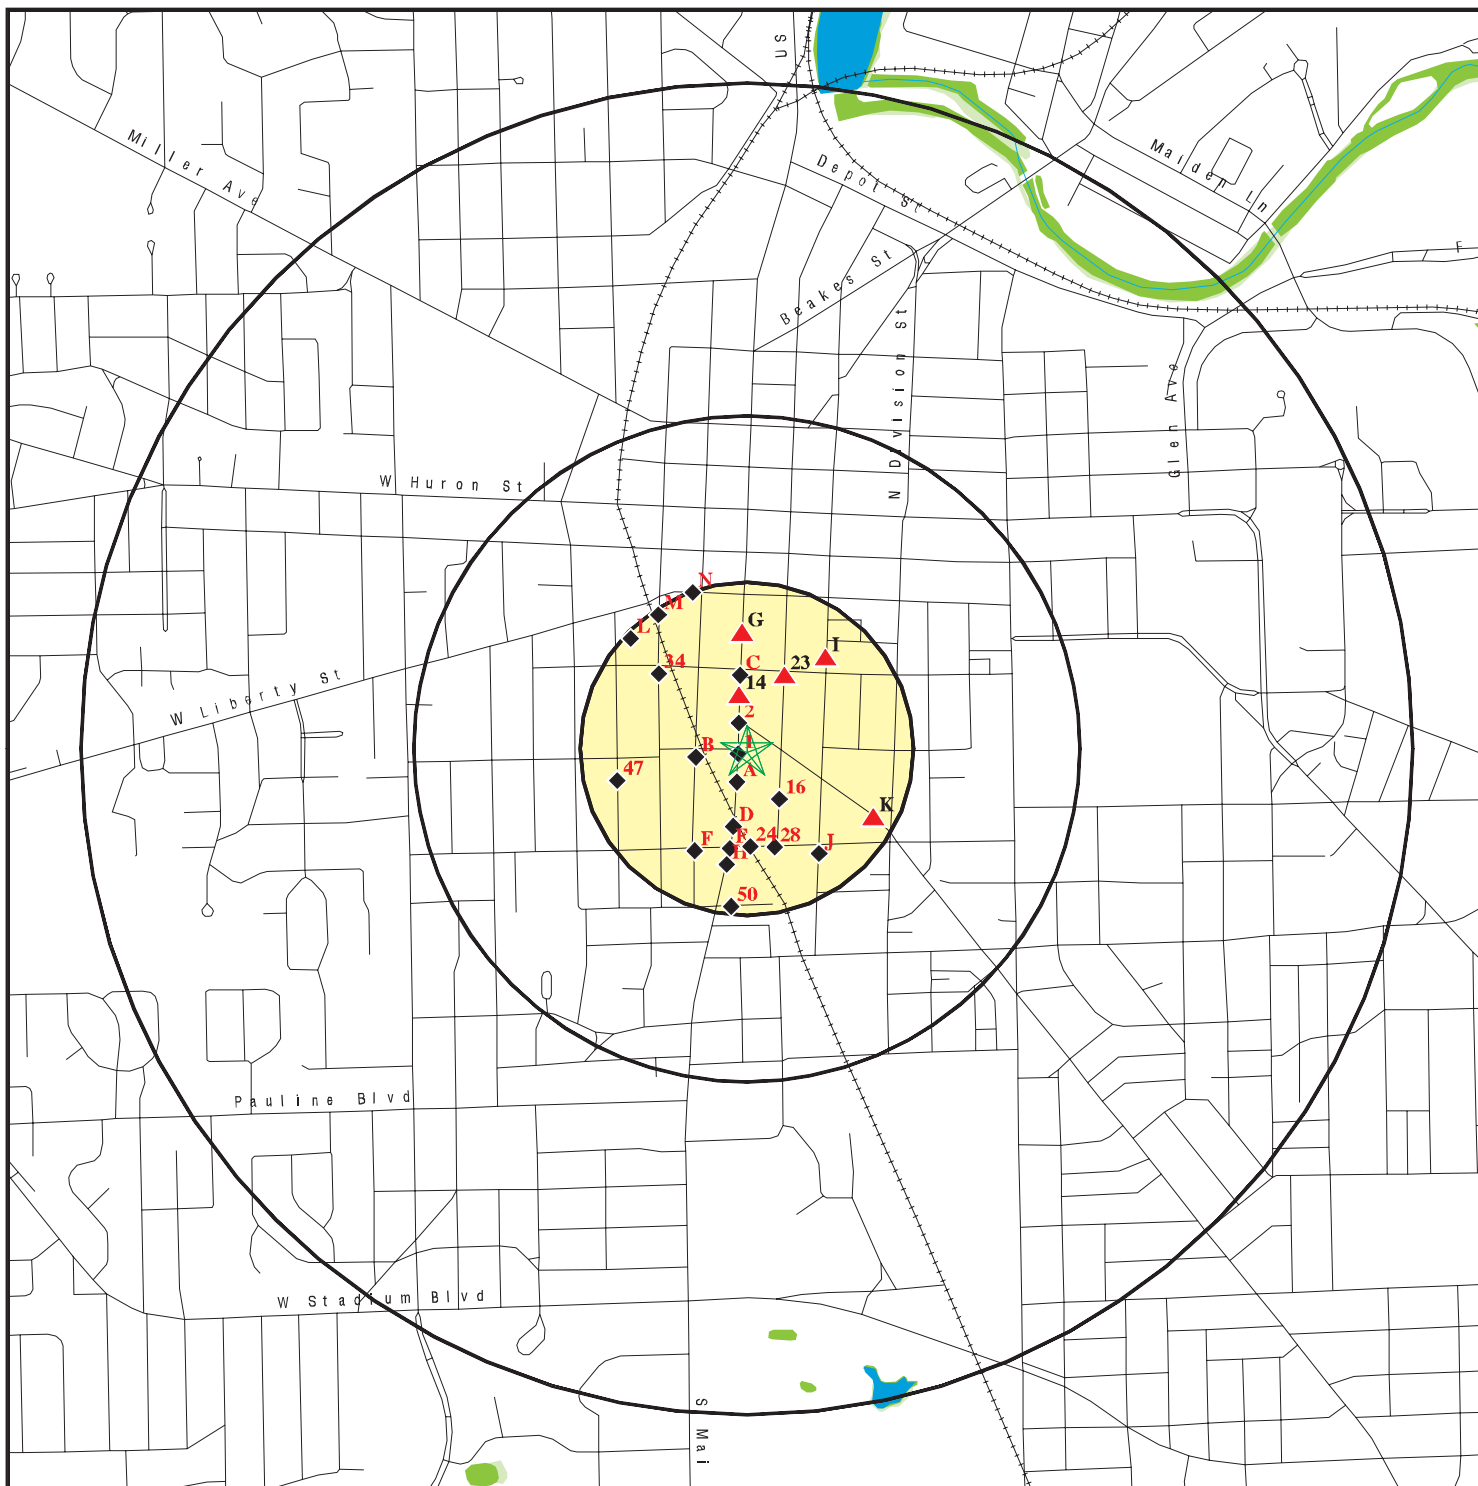 US
Miller Ave
Maiden Ln
Depot St
Beakes St
F
N Division St
Glen Ave
W Huron St
N
M
G
L
I
C
23
34
14
W Liberty St
2
1
B
A
47
16
K
D
E
24
28
F
H
J
50
Pauline Blvd
W Stadium Blvd
S Mai